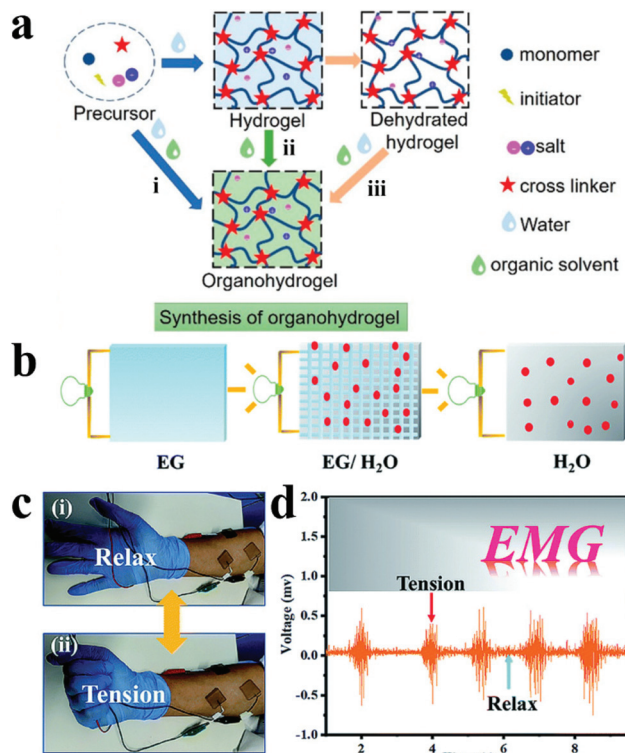 a
Precursor
Hydrogel
Dehydrated
hydrogel
i
ii
iii
Organohydrogel
Synthesis of organohydrogel
monomer
initiator
salt
cross linker
Water
organic solvent
b
EG
EG/ H₂O
H₂O
c
(i)
Relax
(ii)
Tension
d
EMG
Voltage (mv)
2.0
1.5
1.0
0.5
0.0
-0.5
-1.0
Tension
Relax
2
4
6
8